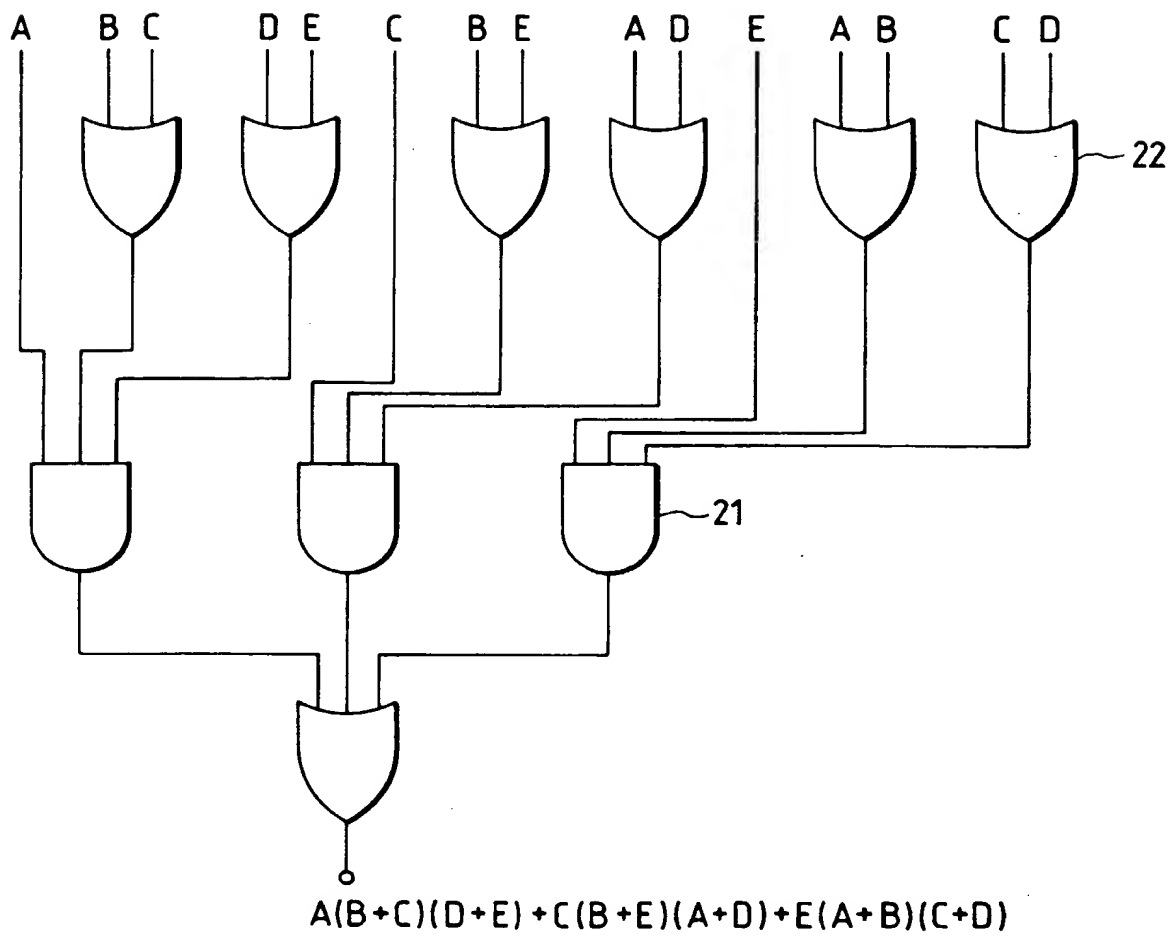 A B C D E C B E A D E A B C D
22
21
A(B+C)(D+E)+C(B+E)(A+D)+E(A+B)(C+D)